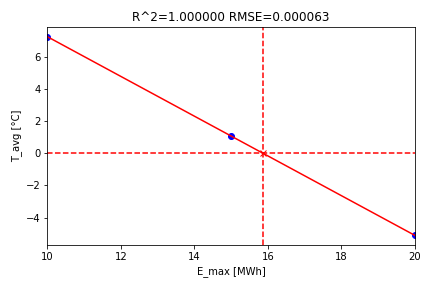 R^2=1.000000 RMSE=0.000063
6
4
2
0
−2
−4
T_avg [°C]
10 12 14 16 18 20
E_max [MWh]